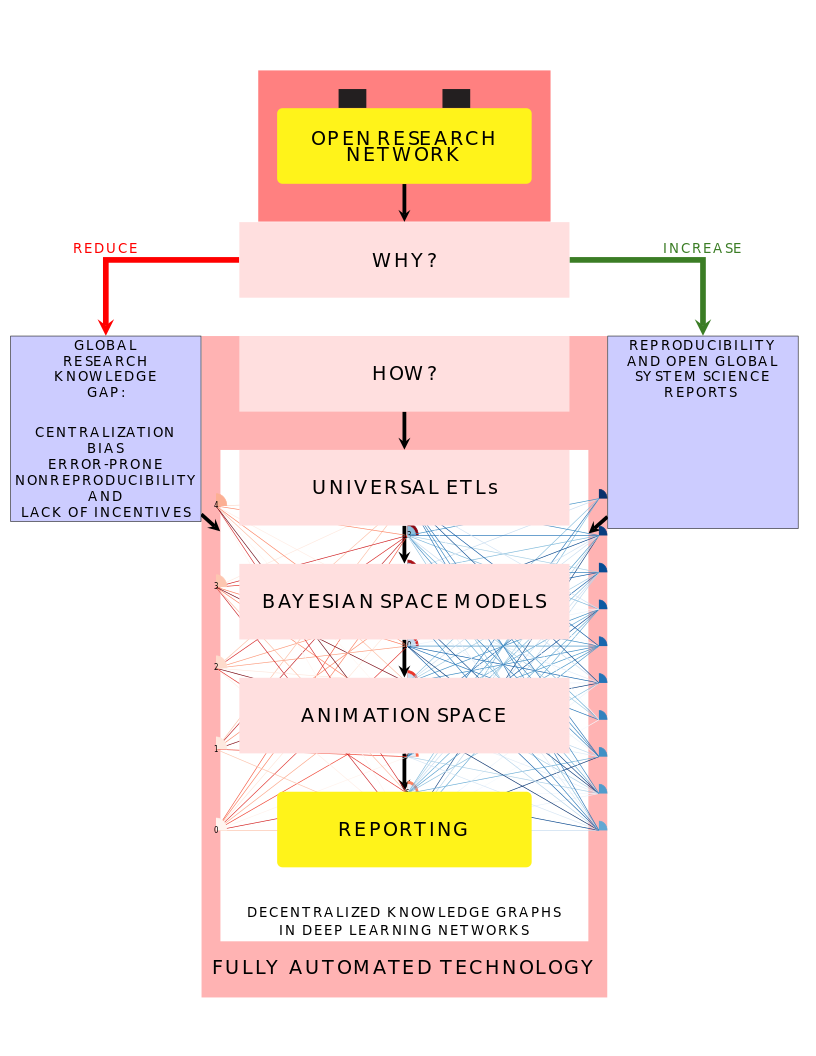 OPEN RESEARCH
NETWORK
WHY?
REDUCE
INCREASE
GLOBAL
RESEARCH
KNOWLEDGE
GAP:
CENTRALIZATION
BIAS
ERROR-PRONE
NONREPRODUCIBILITY
AND
LACK OF INCENTIVES
REPRODUCIBILITY
AND OPEN GLOBAL
SYSTEM SCIENCE
REPORTS
HOW?
UNIVERSAL ETLs
4
3
2
1
0
BAYESIAN SPACE MODELS
ANIMATION SPACE
REPORTING
DECENTRALIZED KNOWLEDGE GRAPHS
IN DEEP LEARNING NETWORKS
FULLY AUTOMATED TECHNOLOGY